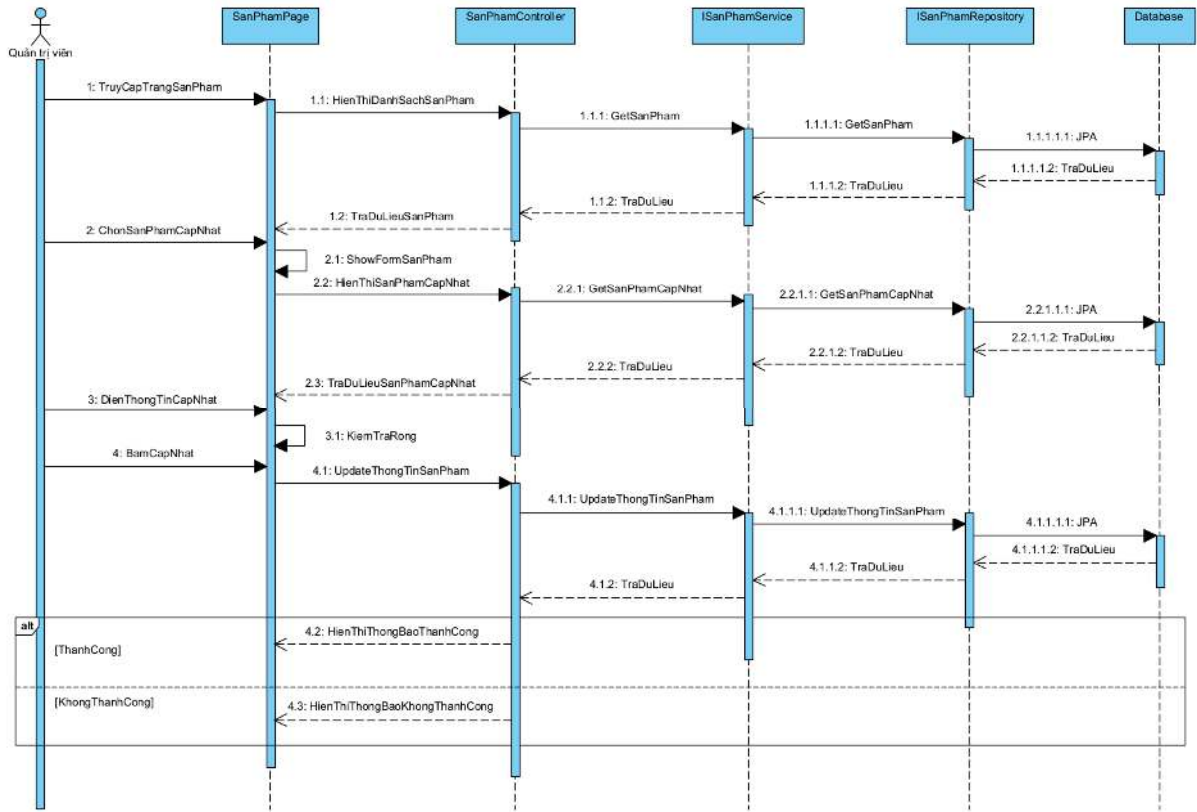 SanPhamPage
SanPhamController
ISanPhamService
ISanPhamRepository
Database
Quản trị viên
1: TruyCapTrangSanPham
1.1: HienThiDanhSachSanPham
1.1.1: GetSanPham
1.1.1.1: GetSanPham
1.1.1.1.1: JPA
1.1.1.1.2: TraDuLieu
1.1.1.2: TraDuLieu
1.1.2: TraDuLieu
1.2: TraDuLieuSanPham
2: ChonSanPhamCapNhat
2.1: ShowFormSanPham
2.2: HienThiSanPhamCapNhat
2.2.1: GetSanPhamCapNhat
2.2.1.1: GetSanPhamCapNhat
2.2.1.1.1: JPA
2.2.1.1.2: TraDuLieu
2.2.1.2: TraDuLieu
2.2.2: TraDuLieu
2.3: TraDuLieuSanPhamCapNhat
3: DienThongTinCapNhat
3.1: KiemTraRong
4: BamCapNhat
4.1: UpdateThongTinSanPham
4.1.1: UpdateThongTinSanPham
4.1.1.1: UpdateThongTinSanPham
4.1.1.1.1: JPA
4.1.1.1.2: TraDuLieu
4.1.1.2: TraDuLieu
4.1.2: TraDuLieu
alt
4.2: HienThiThongBaoThanhCong
[ThanhCong]
[KhongThanhCong]
4.3: HienThiThongBaoKhongThanhCong